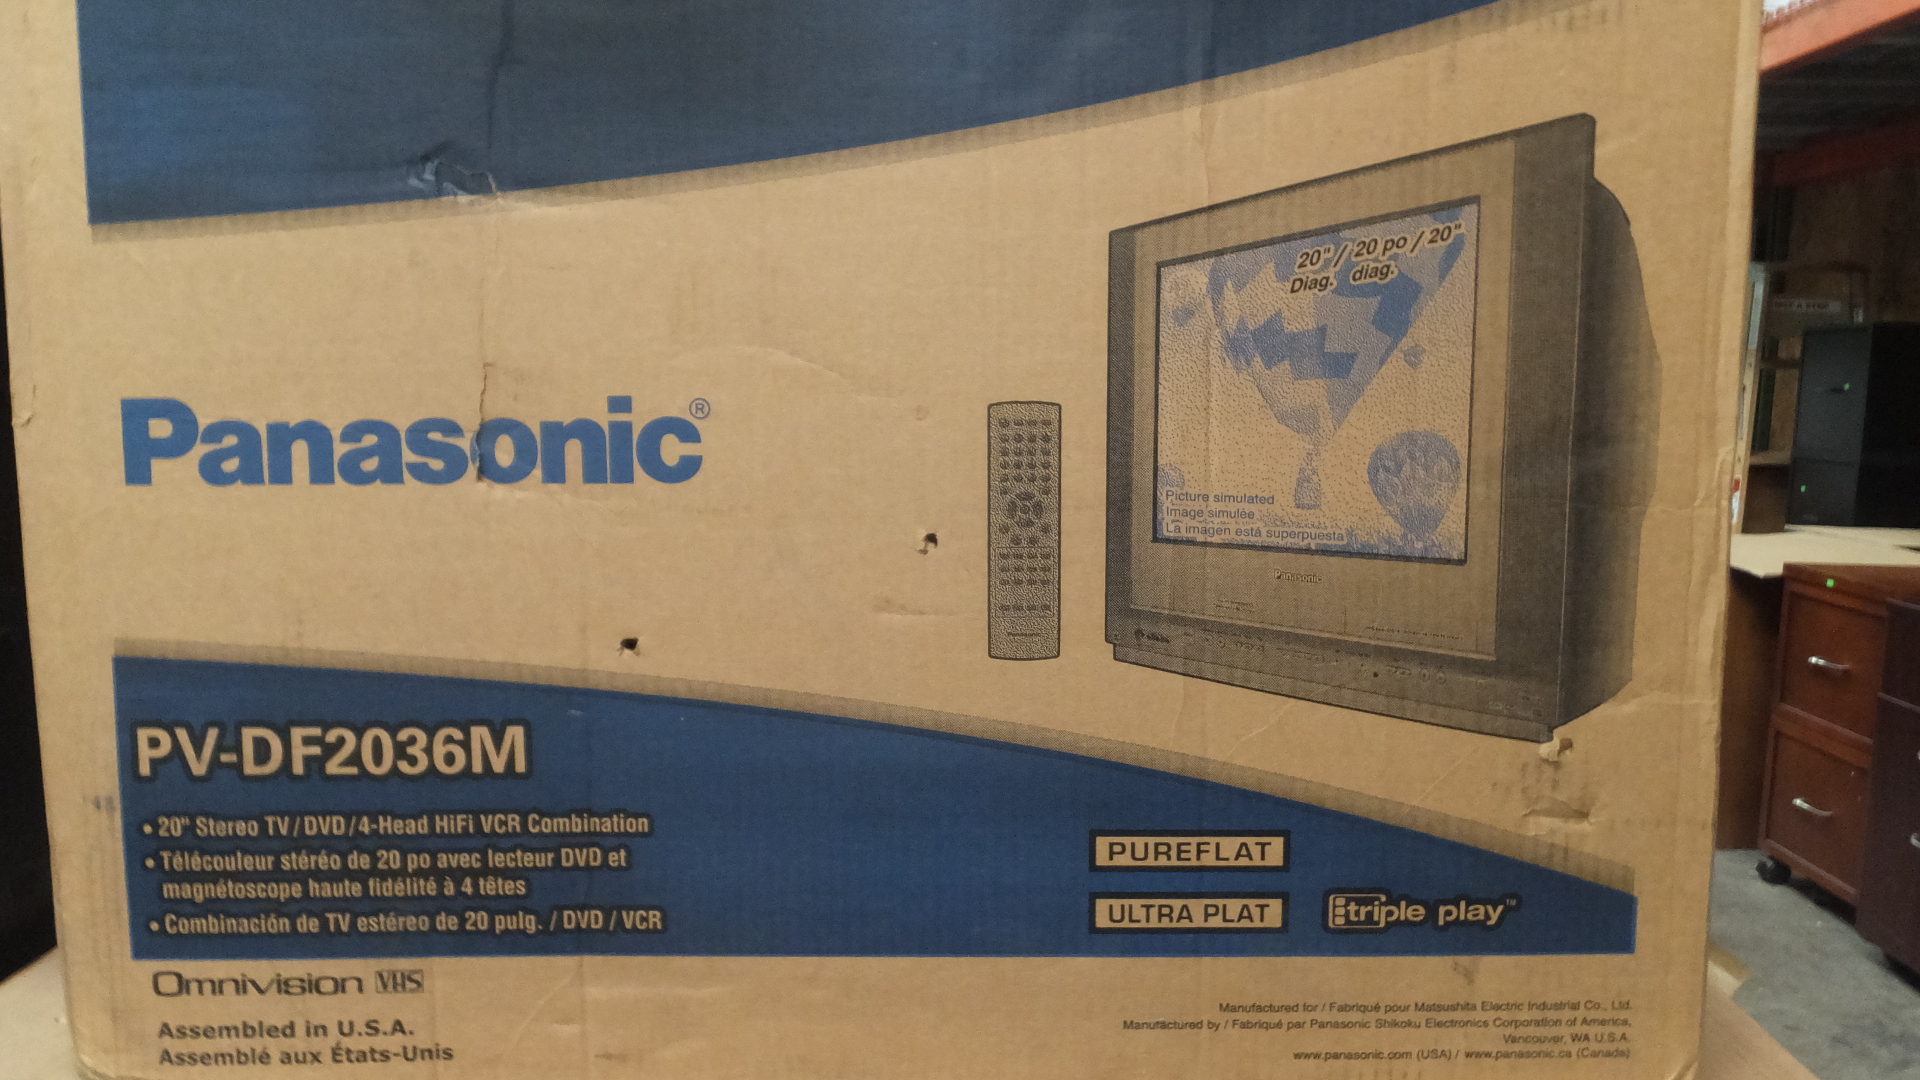 Panasonic®
20" / 20 po / 20"
Diag. diag.
Picture simulated
Image simulée
La imagen está superpuesta
Panasonic
Panasonic
PV-DF2036M
• 20" Stereo TV/DVD/4-Head HiFi VCR Combination
• Télécouleur stéréo de 20 po avec lecteur DVD et
magnétoscope haute fidélité à 4 têtes
• Combinación de TV estéreo de 20 pulg. / DVD / VCR
PUREFLAT
ULTRA PLAT
triple play™
Omnivision VHS
Assembled in U.S.A.
Assemblé aux États-Unis
Manufactured for / Fabriqué pour Matsushita Electric Industrial Co., Ltd.
Manufactured by / Fabriqué par Panasonic Shikoku Electronics Corporation of America,
Vancouver, WA U.S.A.
www.panasonic.com (USA) / www.panasonic.ca (Canada)